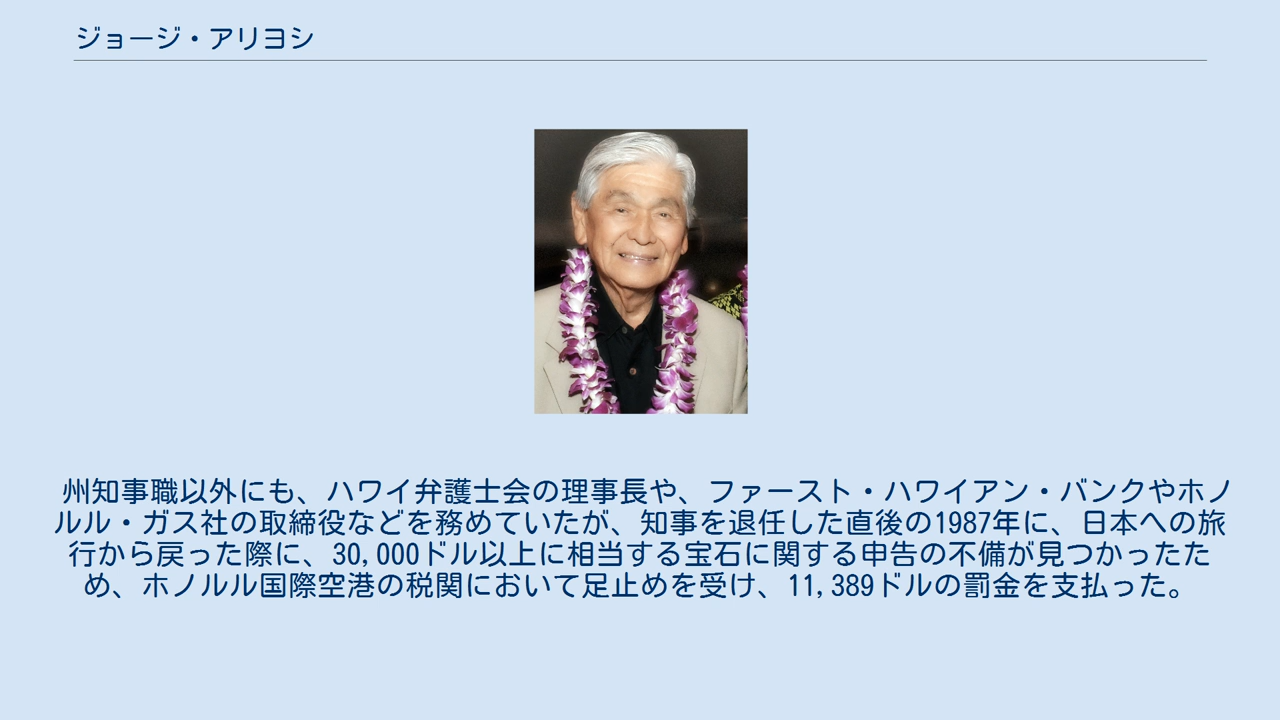 ジョージ・アリヨシ
州知事職以外にも、ハワイ弁護士会の理事長や、ファースト・ハワイアン・バンクやホノ
ルル・ガス社の取締役などを務めていたが、知事を退任した直後の1987年に、日本への旅
行から戻った際に、30,000ドル以上に相当する宝石に関する申告の不備が見つかったた
め、ホノルル国際空港の税関において足止めを受け、11,389ドルの罰金を支払った。